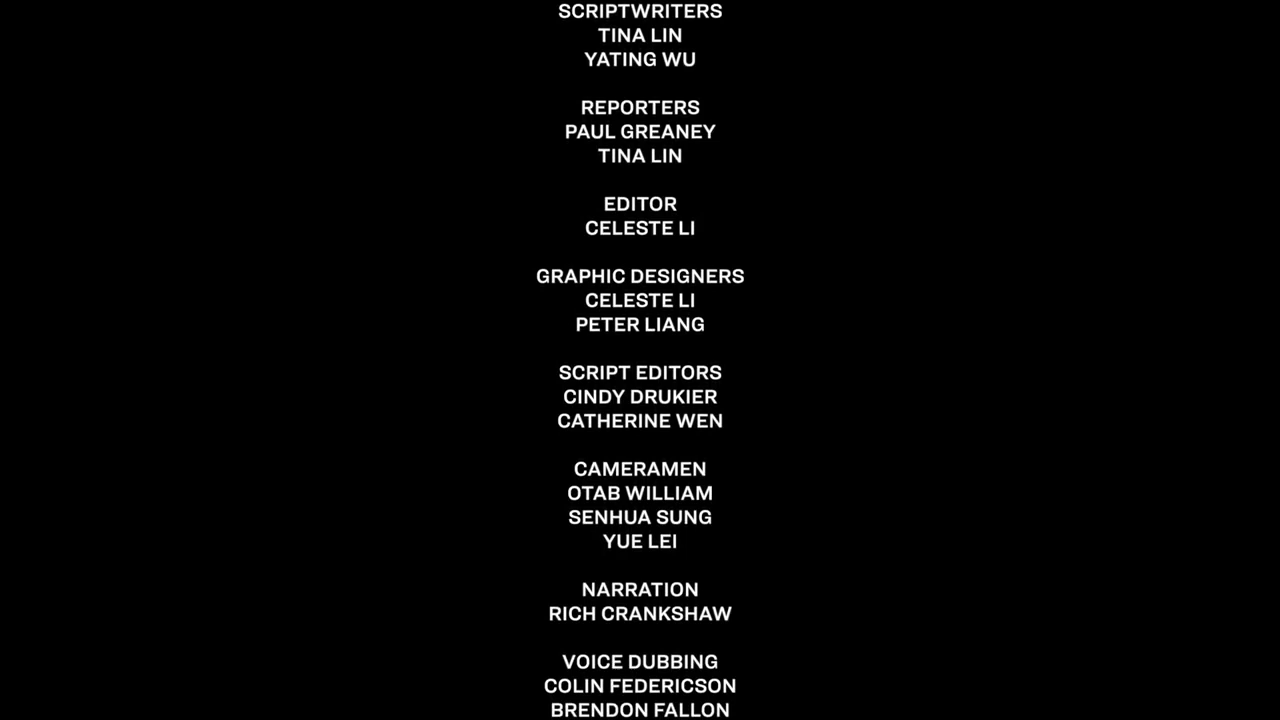 SCRIPTWRITERS
TINA LIN
YATING WU
REPORTERS
PAUL GREANEY
TINA LIN
EDITOR
CELESTE LI
GRAPHIC DESIGNERS
CELESTE LI
PETER LIANG
SCRIPT EDITORS
CINDY DRUKIER
CATHERINE WEN
CAMERAMEN
OTAB WILLIAM
SENHUA SUNG
YUE LEI
NARRATION
RICH CRANKSHAW
VOICE DUBBING
COLIN FEDERICSON
BRENDON FALLON